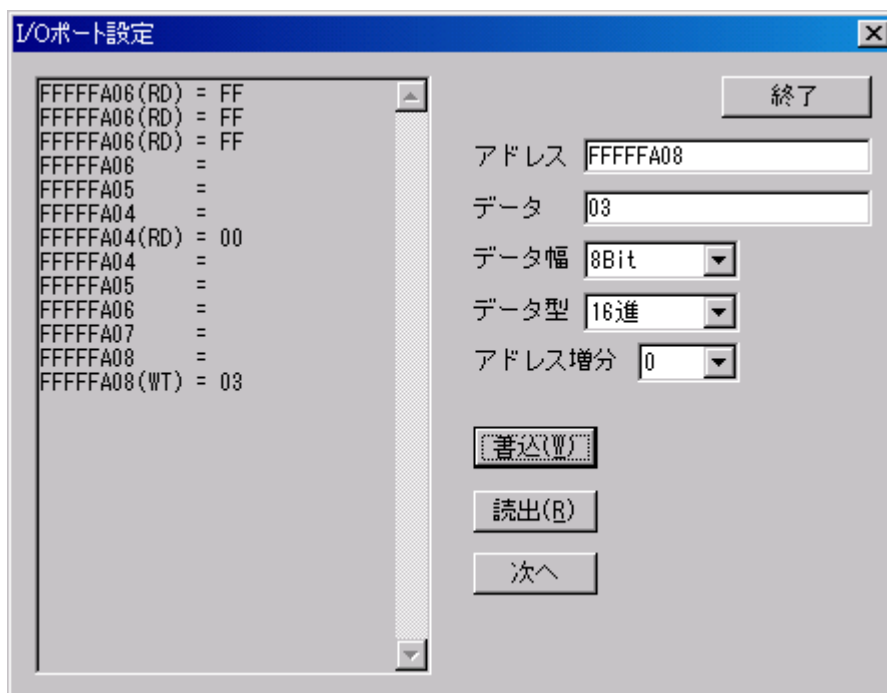 I/Oポート設定
FFFFFA06(RD) = FF
FFFFFA06(RD) = FF
FFFFFA06(RD) = FF
FFFFFA06     =
FFFFFA05     =
FFFFFA04     =
FFFFFA04(RD) = 00
FFFFFA04     =
FFFFFA05     =
FFFFFA06     =
FFFFFA07     =
FFFFFA08     =
FFFFFA08(WT) = 03
終了
アドレス FFFFFA08
データ 03
データ幅 8Bit
データ型 16進
アドレス増分 0
書込(W)
読出(R)
次へ